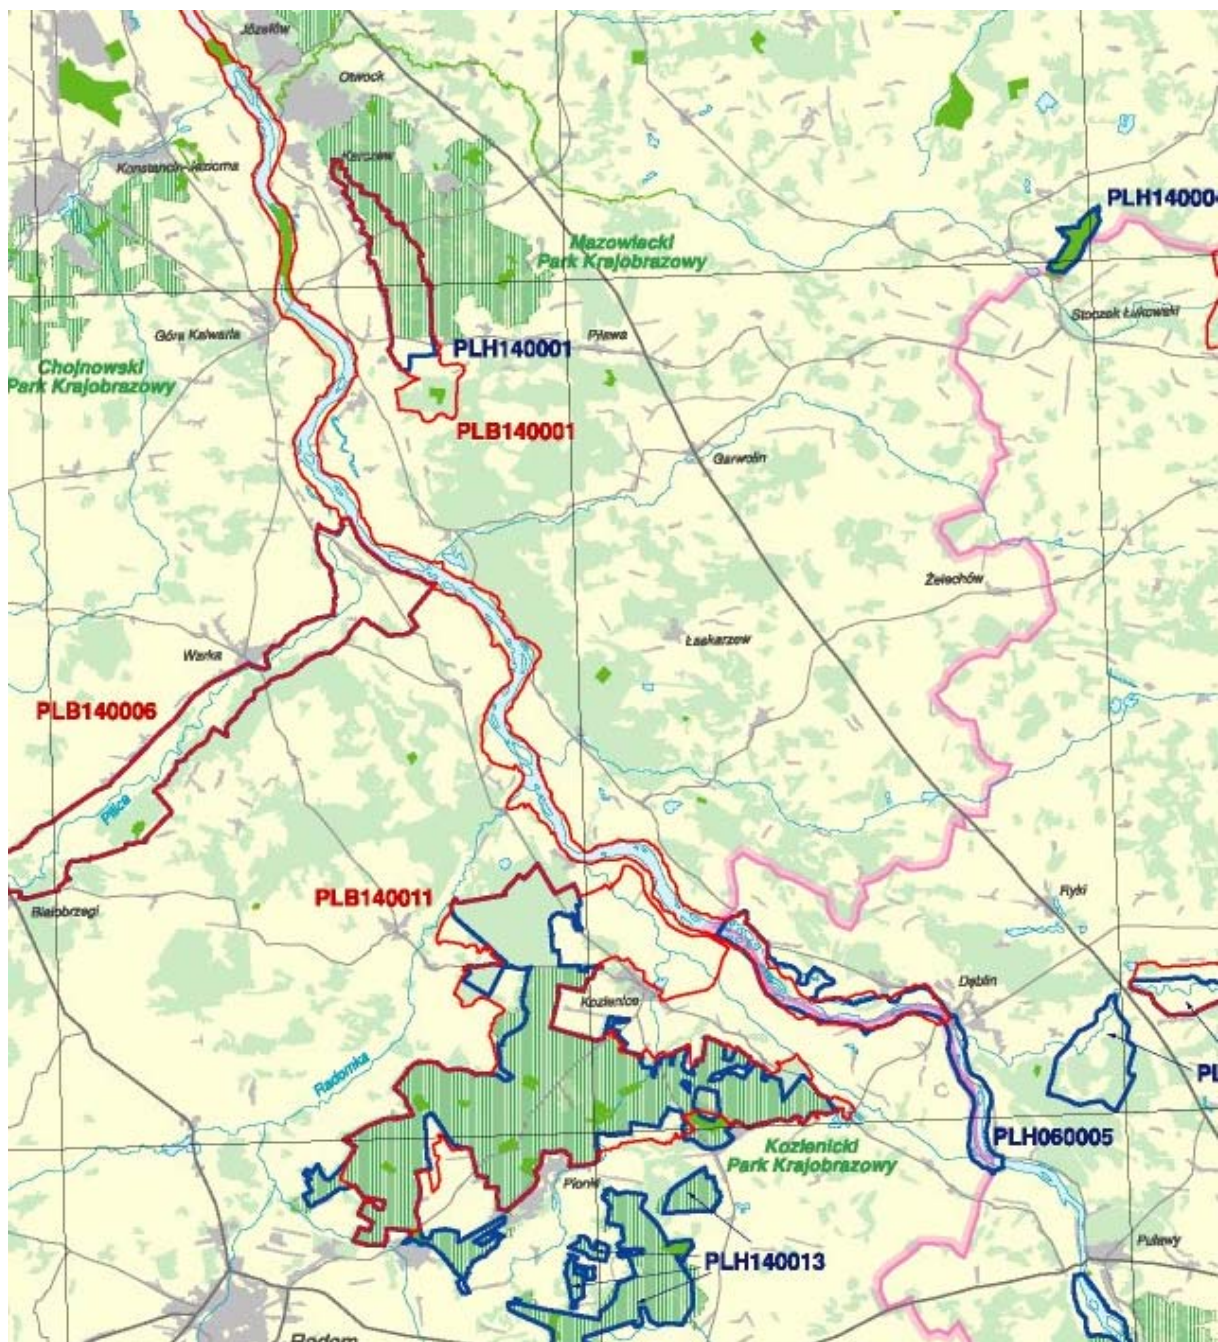 Józefów
Otwock
Karczew
Konstancin-Jeziorna
PLH140004
Mazowiecki
Park Krajobrazowy
Stoczek Łukowski
Góra Kalwaria
PLH140001
Pilawa
Chojnowski
Park Krajobrazowy
PLB140001
Garwolin
Żelechów
Łaskarzew
Warka
PLB140006
Pilica
PLB140011
Ryki
Białobrzegi
Dęblin
Kozienice
Radomka
PL
PLH060005
Kozienicki
Park Krajobrazowy
Pionki
Puławy
PLH140013
Radom